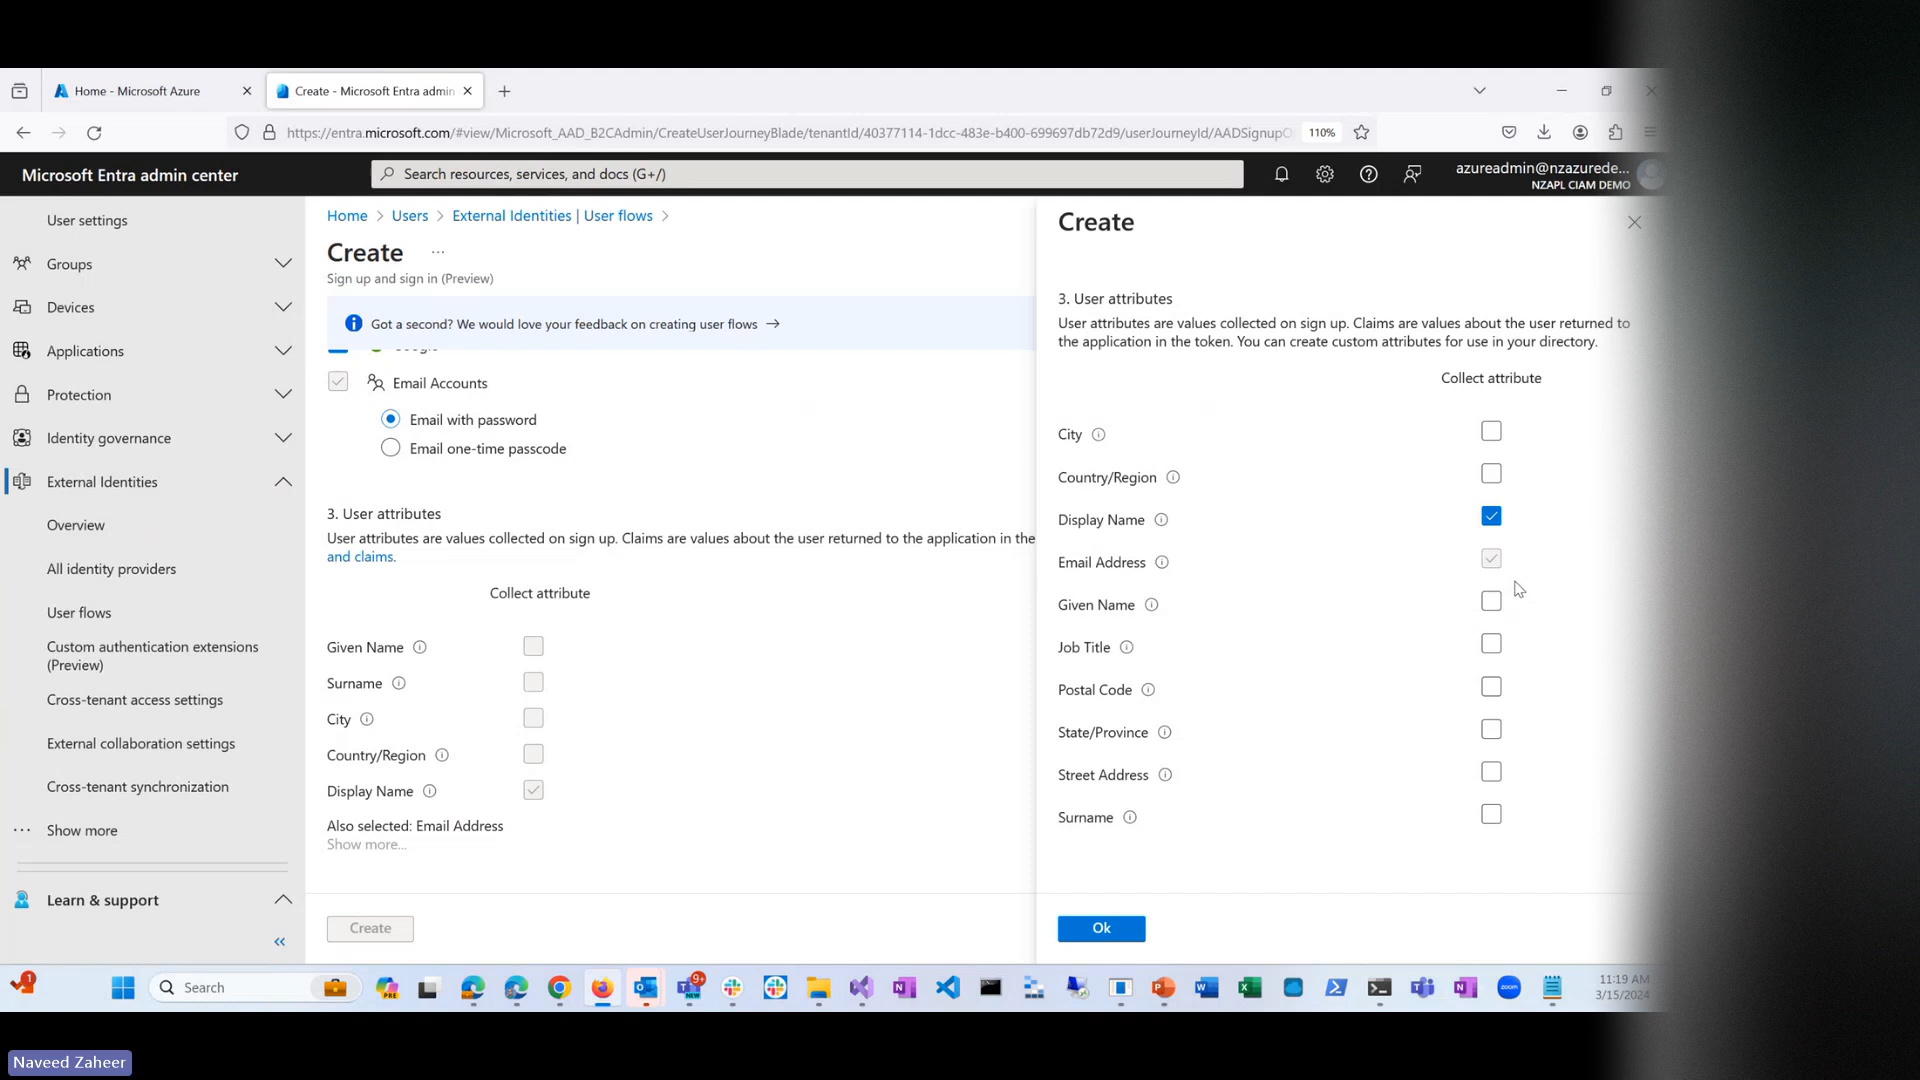 Home - Microsoft Azure
Create - Microsoft Entra admin
https://entra.microsoft.com/#view/Microsoft_AAD_B2CAdmin/CreateUserJourneyBlade/tenantId/40377114-1dcc-483e-b400-699697db72d9/userJourneyId/AADSignupO
110%
Microsoft Entra admin center
Search resources, services, and docs (G+/)
azureadmin@nzazurede...
NZAPL CIAM DEMO
User settings
Groups
Devices
Applications
Protection
Identity governance
External Identities
Overview
All identity providers
User flows
Custom authentication extensions
(Preview)
Cross-tenant access settings
External collaboration settings
Cross-tenant synchronization
... Show more
Learn & support
Home > Users > External Identities | User flows >
Create ...
Sign up and sign in (Preview)
Got a second? We would love your feedback on creating user flows →
Google
Email Accounts
Email with password
Email one-time passcode
3. User attributes
User attributes are values collected on sign up. Claims are values about the user returned to the application in the
and claims.
Collect attribute
Given Name
Surname
City
Country/Region
Display Name
Also selected: Email Address
Show more...
Create
Create
3. User attributes
User attributes are values collected on sign up. Claims are values about the user returned to
the application in the token. You can create custom attributes for use in your directory.
Collect attribute
City
Country/Region
Display Name
Email Address
Given Name
Job Title
Postal Code
State/Province
Street Address
Surname
Ok
1
Search
PRE
9+
NEW
zoom
11:19 AM
3/15/2024
Naveed Zaheer